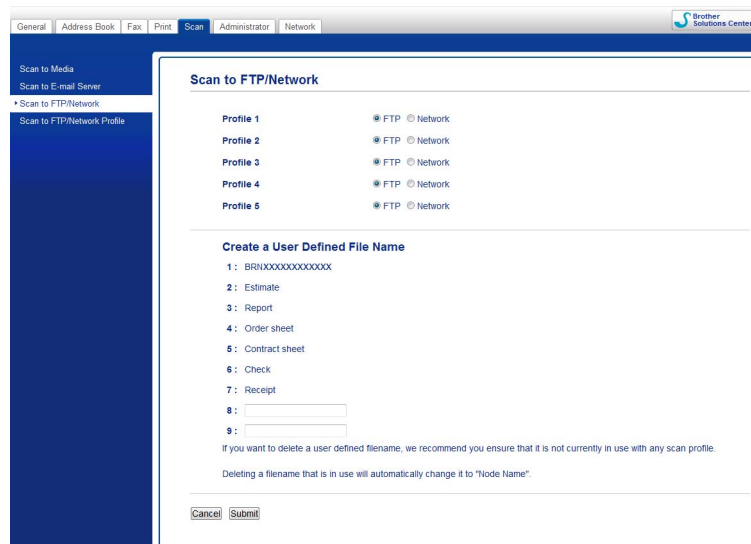 General Address Book Fax Print Scan Administrator Network
Brother
Solutions Center
Scan to Media
Scan to E-mail Server
Scan to FTP/Network
Scan to FTP/Network Profile
Scan to FTP/Network
Profile 1 FTP Network
Profile 2 FTP Network
Profile 3 FTP Network
Profile 4 FTP Network
Profile 5 FTP Network
Create a User Defined File Name
1 : BRNXXXXXXXXXXXX
2 : Estimate
3 : Report
4 : Order sheet
5 : Contract sheet
6 : Check
7 : Receipt
8 :
9 :
If you want to delete a user defined filename, we recommend you ensure that it is not currently in use with any scan profile.
Deleting a filename that is in use will automatically change it to "Node Name".
Cancel Submit